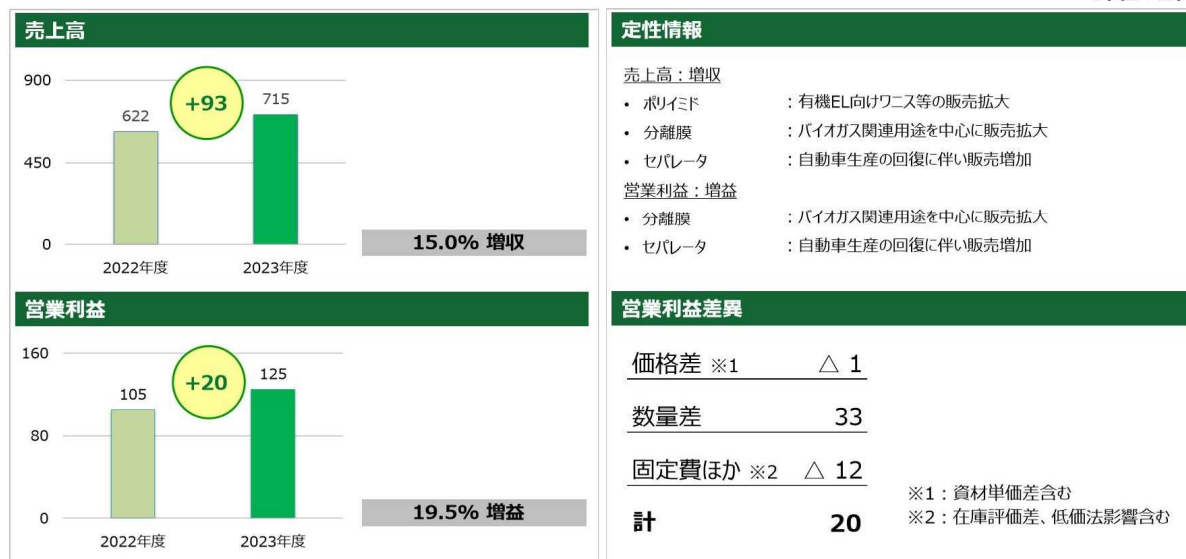 売上高
900
450
0
622
+93
715
2022年度
2023年度
15.0% 増収
営業利益
160
80
0
105
+20
125
2022年度
2023年度
19.5% 増益
定性情報
売上高：増収
• ポリイミド ：有機EL向けワニス等の販売拡大
• 分離膜 ：バイオガス関連用途を中心に販売拡大
• セパレータ ：自動車生産の回復に伴い販売増加
営業利益：増益
• 分離膜 ：バイオガス関連用途を中心に販売拡大
• セパレータ ：自動車生産の回復に伴い販売増加
営業利益差異
価格差 ※1 △ 1
数量差 33
固定費ほか ※2 △ 12
計 20
※1：資材単価差含む
※2：在庫評価差、低価法影響含む